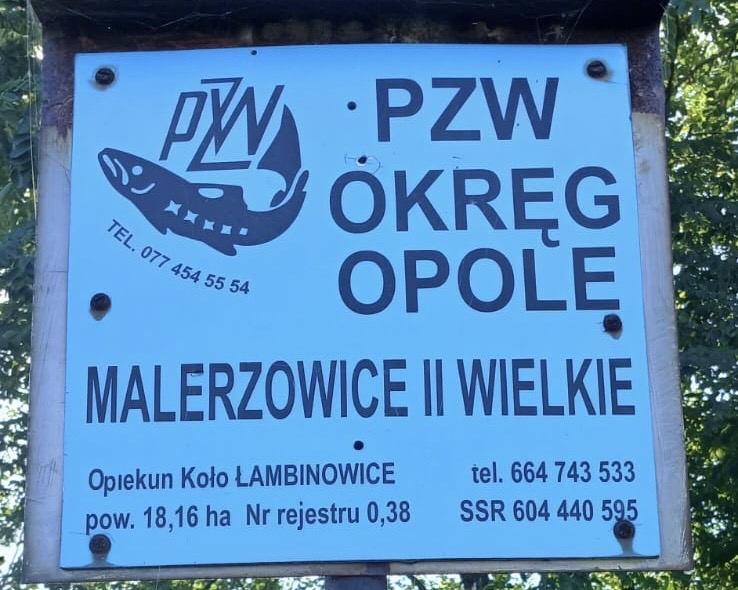 PZW
PZW
OKRĘG
OPOLE
TEL. 077 454 55 54
MALERZOWICE II WIELKIE
Opiekun Koło ŁAMBINOWICE tel. 664 743 533
pow. 18,16 ha Nr rejestru 0,38 SSR 604 440 595